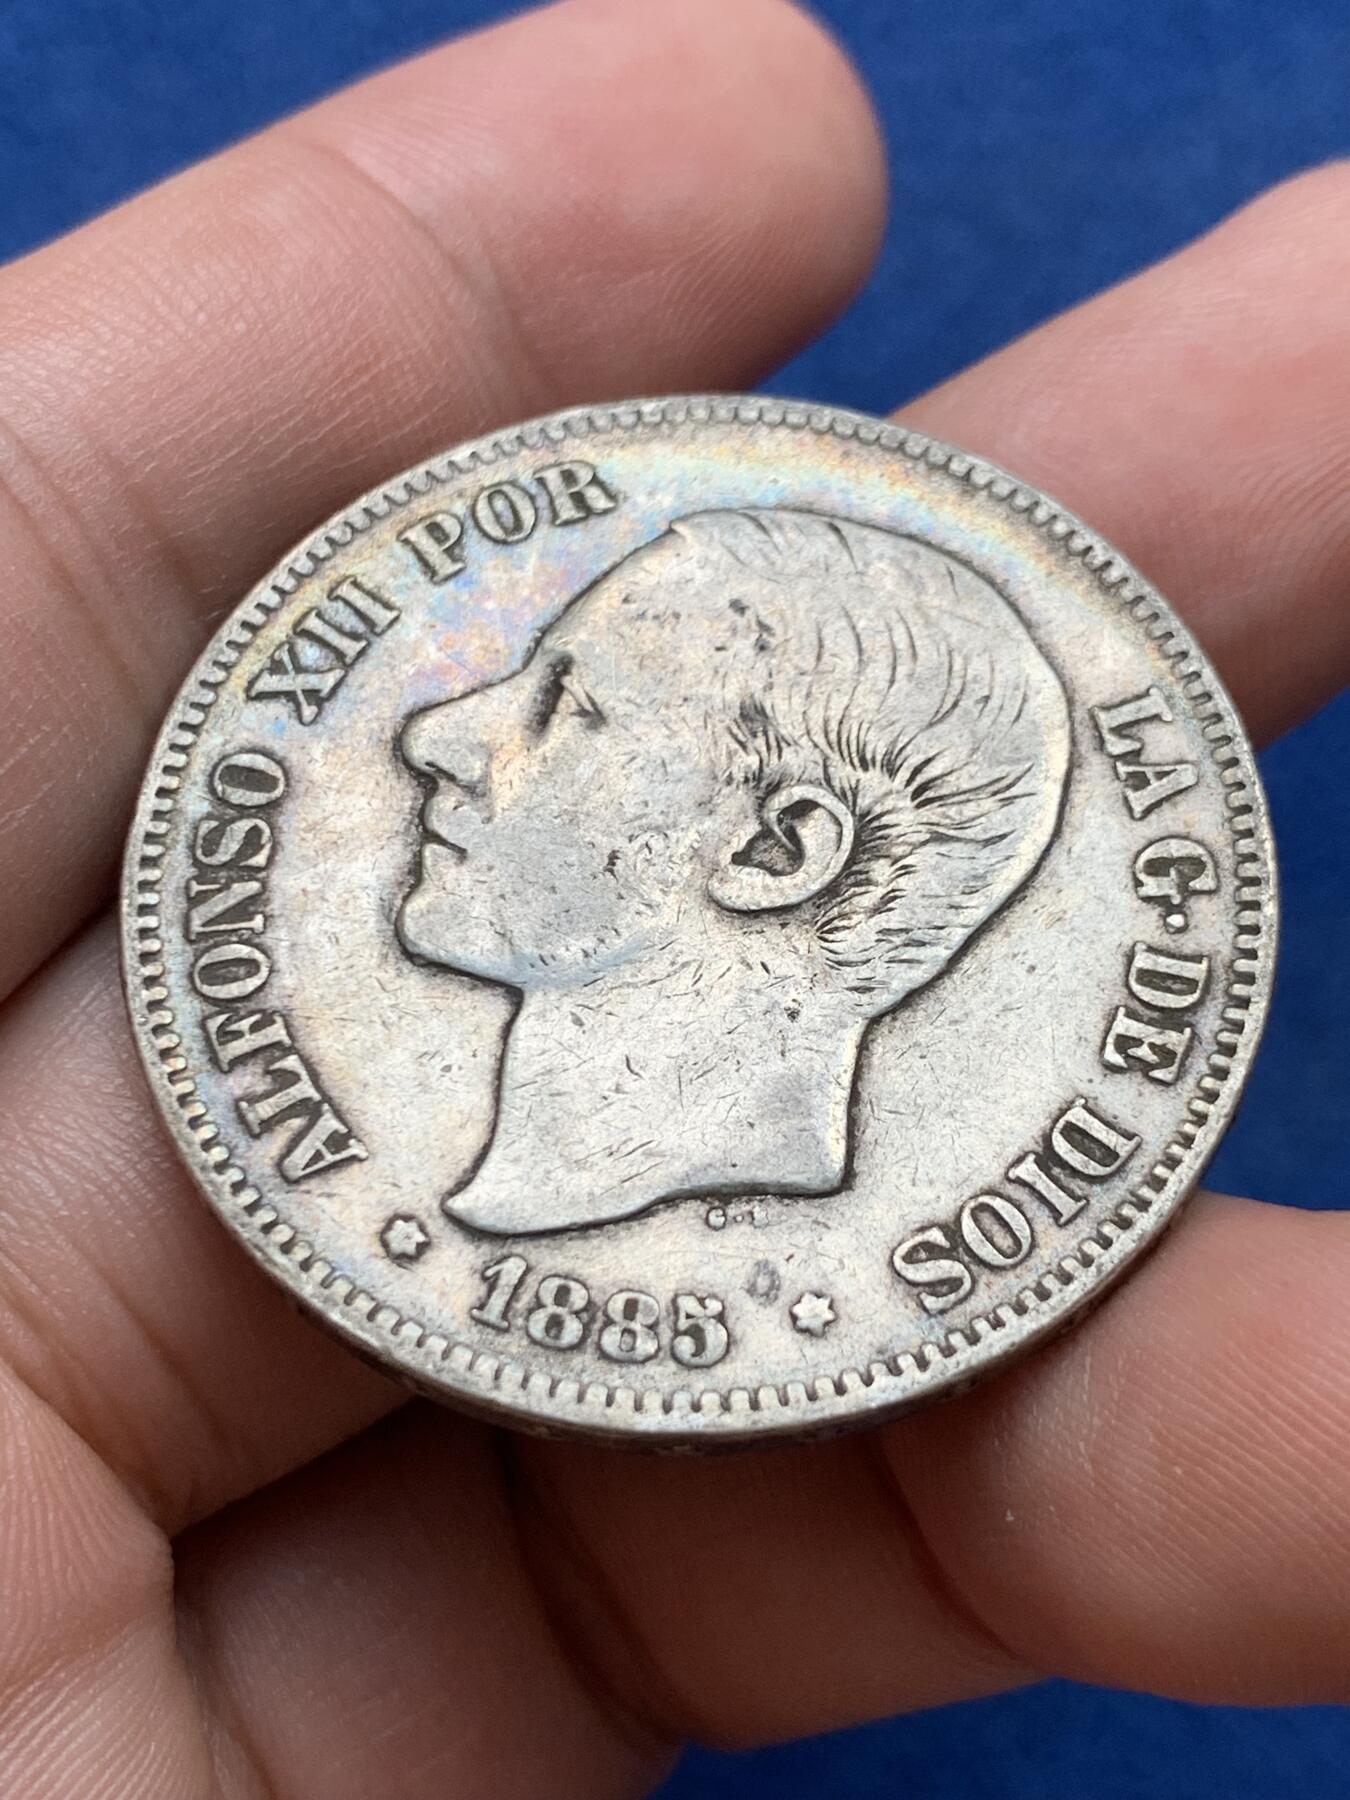 ALFONSO XII POR
LA G· DE DIOS
* 1885 *